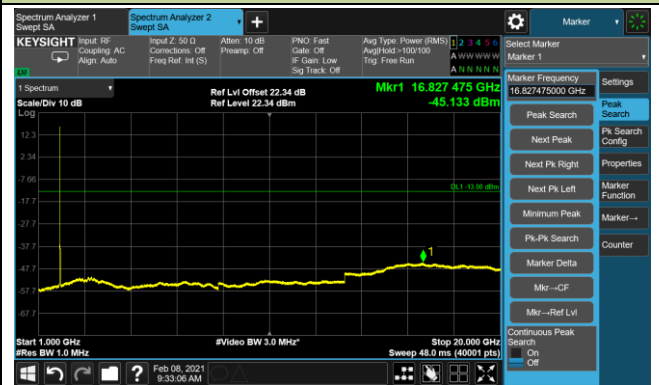 Spectrum Analyzer 1
Swept SA
Spectrum Analyzer 2
Swept SA
+
Marker
KEYSIGHT
Input: RF
Coupling: AC
Align: Auto
Input Z: 50 Ω
Corrections: Off
Freq Ref: Int (S)
Atten: 10 dB
Preamp: Off
PNO: Fast
Gate: Off
IF Gain: Low
Sig Track: Off
Avg Type: Power (RMS)
Avg|Hold:>100/100
Trig: Free Run
1 2 3 4 5 6
A W W W W W
A N N N N N
Select Marker
Marker 1
1 Spectrum
Scale/Div 10 dB
Log
Ref Lvl Offset 22.34 dB
Ref Level 22.34 dBm
Mkr1 16.827 475 GHz
-45.133 dBm
Marker Frequency
16.827475000 GHz
Settings
Peak Search
Peak
Search
Next Peak
Pk Search
Config
Next Pk Right
Properties
Next Pk Left
Marker
Function
Minimum Peak
Marker→
Pk-Pk Search
Counter
Marker Delta
Mkr→CF
Mkr→Ref Lvl
Continuous Peak
Search
On
Off
12.3
2.34
-7.66
DL1 -13.00 dBm
-17.7
-27.7
-37.7
1
-47.7
-57.7
-67.7
Start 1.000 GHz
#Res BW 1.0 MHz
#Video BW 3.0 MHz*
Stop 20.000 GHz
Sweep 48.0 ms (40001 pts)
?
Feb 08, 2021
9:33:06 AM